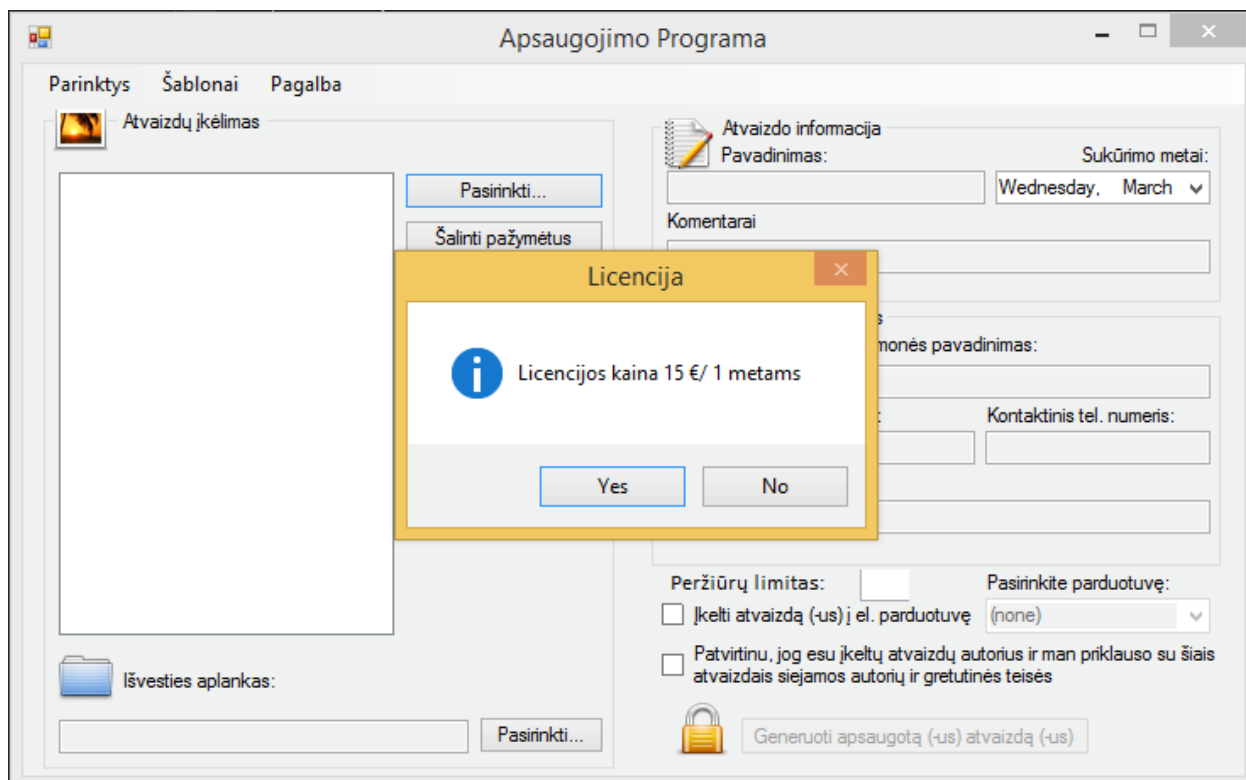 Apsaugojimo Programa
Parinktys Šablonai Pagalba
Atvaizdų įkėlimas
Pasirinkti...
Šalinti pažymėtus
Atvaizdo informacija
Pavadinimas:
Sukūrimo metai:
Wednesday, March
Komentarai
Licencija
Licencijos kaina 15 €/ 1 metams
Yes No
pavadinimas:
Kontaktinis tel. numeris:
Peržiūrų limitas:
Pasirinkite parduotuvę:
Įkelti atvaizdą (-us) į el. parduotuvę
(none)
Patvirtinu, jog esu įkeltų atvaizdų autorius ir man priklauso su šiais
atvaizdais siejamos autorių ir gretutinės teisės
Išvesties aplankas:
Pasirinkti...
Generuoti apsaugotą (-us) atvaizdą (-us)